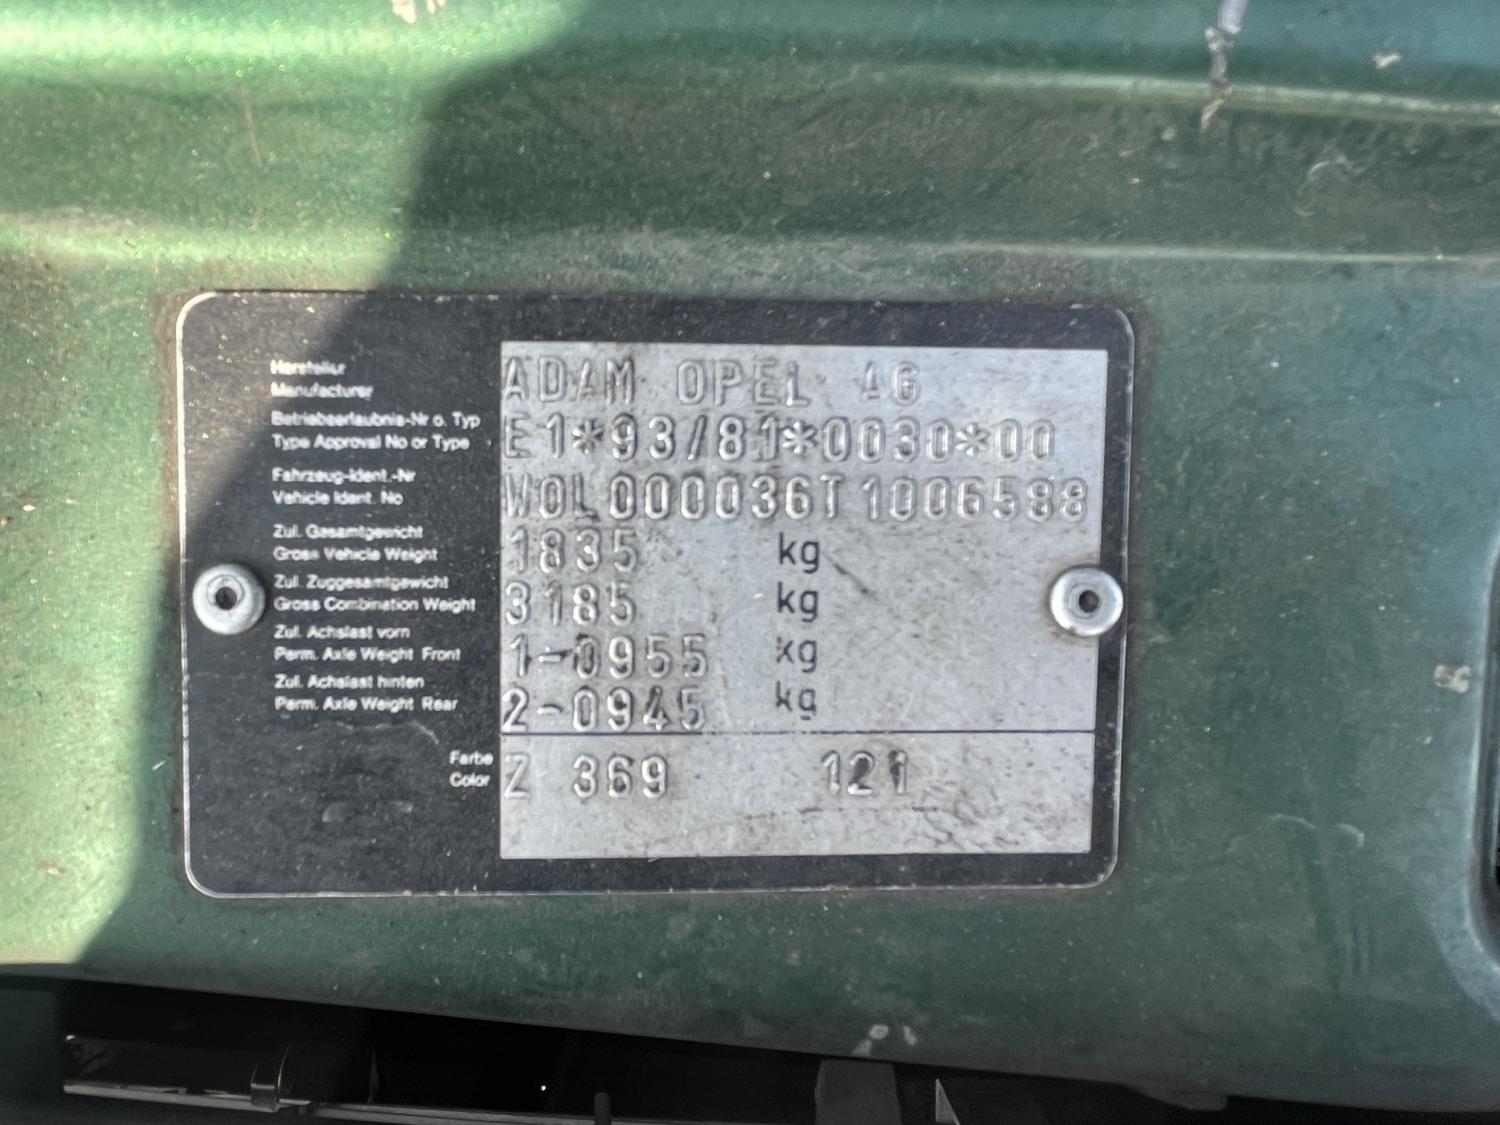 Hersteller
Manufacturer
ADAM OPEL AG
Betriebserlaubnis-Nr o. Typ
Type Approval No or Type
E1*93/81*0030*00
Fahrzeug-Ident.-Nr
Vehicle Ident. No
W0L000036T1006588
Zul. Gesamtgewicht
Gross Vehicle Weight
1835 kg
Zul. Zuggesamtgewicht
Gross Combination Weight
3185 kg
Zul. Achslast vorn
Perm. Axle Weight Front
1-0955 kg
Zul. Achslast hinten
Perm. Axle Weight Rear
2-0945 kg
Farbe
Color
Z 369 121